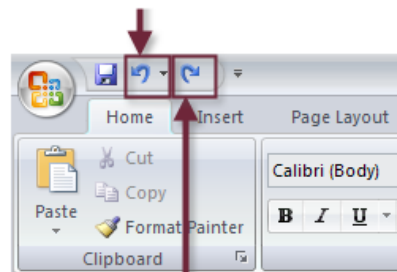 Home Insert Page Layout
Cut
Calibri (Body)
Copy
Paste
Format Painter
B I U
Clipboard